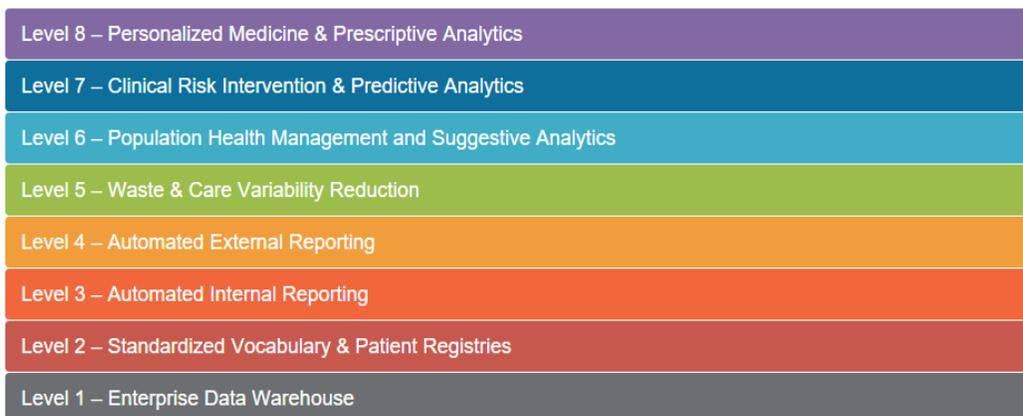 Level 8 – Personalized Medicine & Prescriptive Analytics
Level 7 – Clinical Risk Intervention & Predictive Analytics
Level 6 – Population Health Management and Suggestive Analytics
Level 5 – Waste & Care Variability Reduction
Level 4 – Automated External Reporting
Level 3 – Automated Internal Reporting
Level 2 – Standardized Vocabulary & Patient Registries
Level 1 – Enterprise Data Warehouse